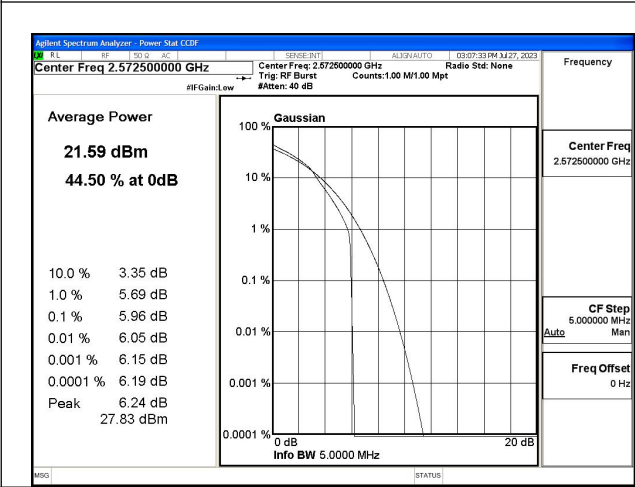 Agilent Spectrum Analyzer - Power Stat CCDF
RL RF 50 Ω AC SENSE:INT ALIGN AUTO 03:07:33 PM Jul 27, 2023
Center Freq 2.572500000 GHz
Center Freq: 2.572500000 GHz Radio Std: None
Trig: RF Burst Counts:1.00 M/1.00 Mpt
#IFGain:Low #Atten: 40 dB
Frequency
Average Power
21.59 dBm
44.50 % at 0dB
10.0 % 3.35 dB
1.0 % 5.69 dB
0.1 % 5.96 dB
0.01 % 6.05 dB
0.001 % 6.15 dB
0.0001 % 6.19 dB
Peak 6.24 dB
27.83 dBm
Gaussian
100 %
10 %
1 %
0.1 %
0.01 %
0.001 %
0.0001 %
0 dB 20 dB
Info BW 5.0000 MHz
Center Freq
2.572500000 GHz
CF Step
5.000000 MHz
Auto Man
Freq Offset
0 Hz
MSG STATUS